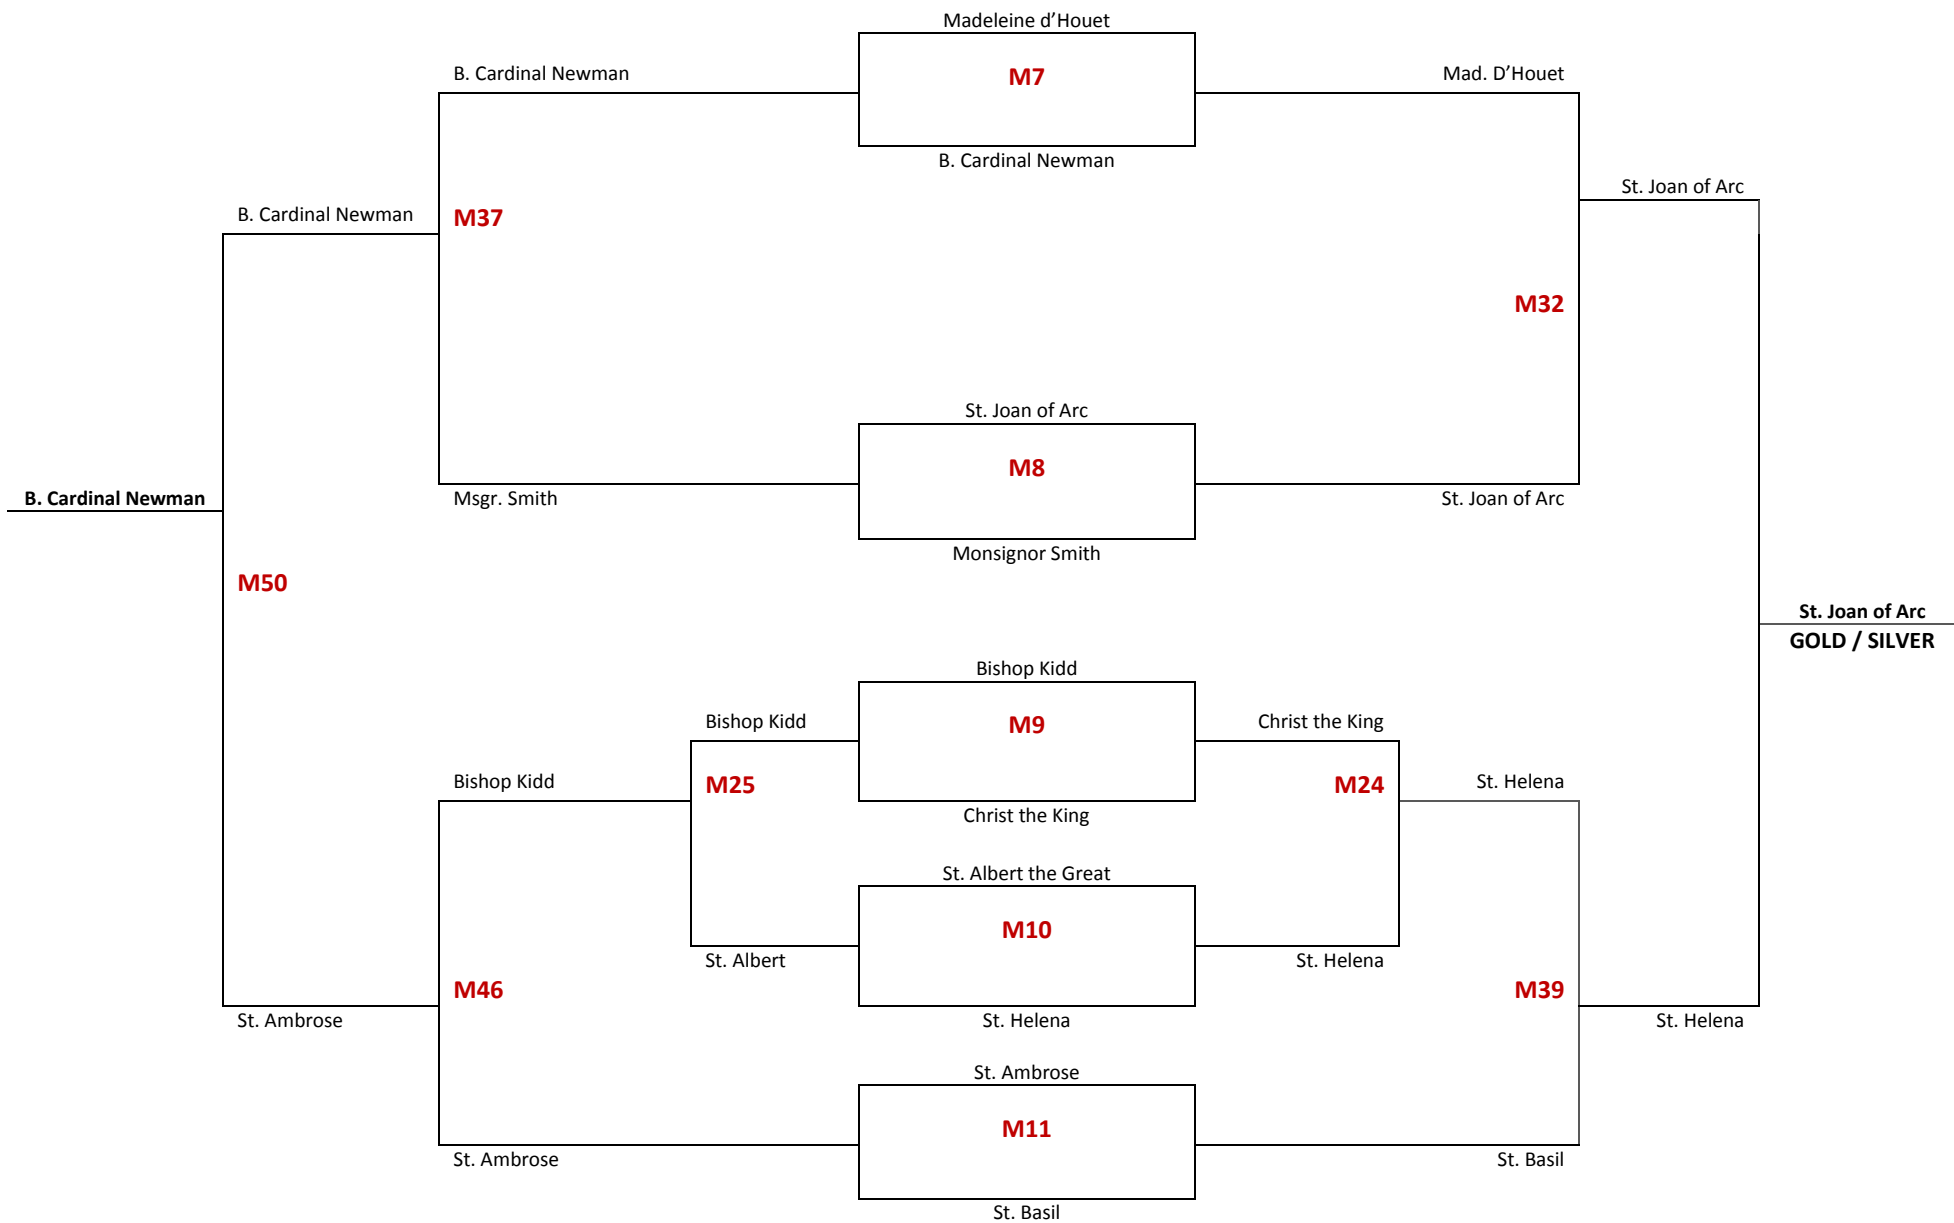 Madeleine d’Houet
B. Cardinal Newman
M7
Mad. D’Houet
B. Cardinal Newman
St. Joan of Arc
B. Cardinal Newman
M37
M32
St. Joan of Arc
M8
B. Cardinal Newman
Msgr. Smith
St. Joan of Arc
Monsignor Smith
M50
St. Joan of Arc
GOLD / SILVER
Bishop Kidd
Bishop Kidd
M9
Christ the King
Bishop Kidd
M25
M24
St. Helena
Christ the King
St. Albert the Great
M10
St. Albert
St. Helena
M46
M39
St. Ambrose
St. Helena
St. Helena
St. Ambrose
M11
St. Ambrose
St. Basil
St. Basil